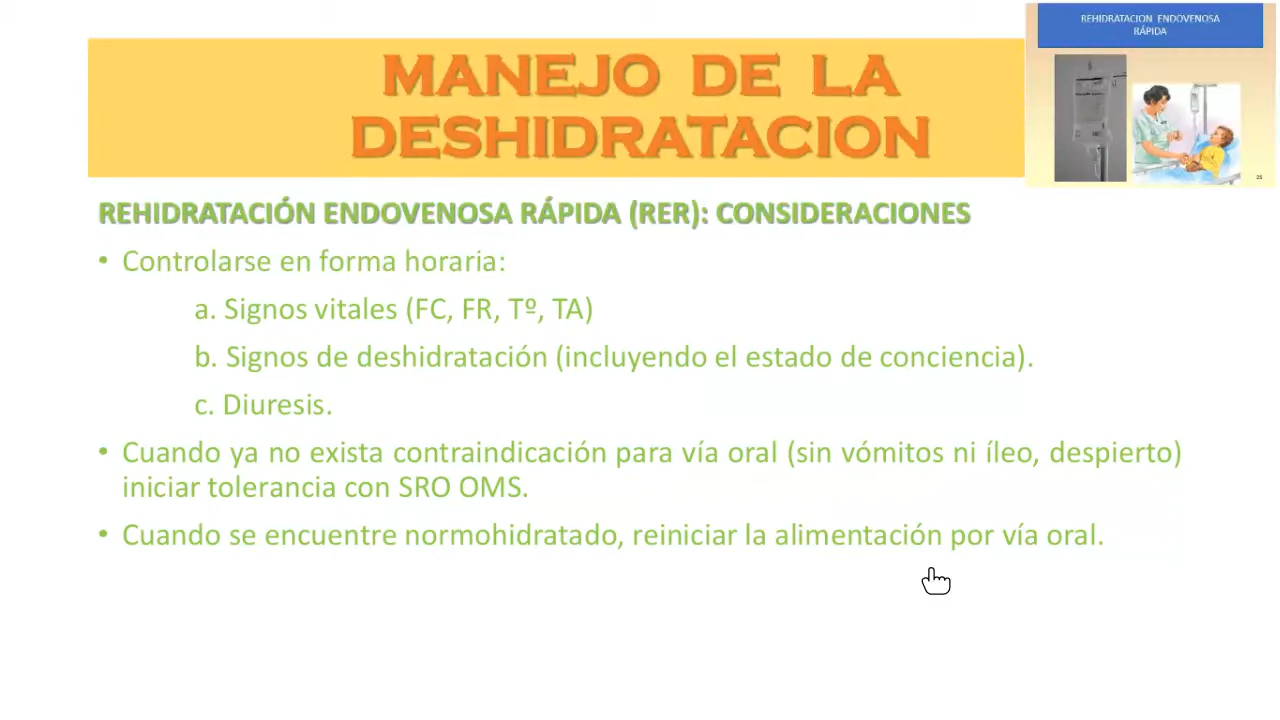 REHIDRATACION ENDOVENOSA
RÁPIDA
25
MANEJO DE LA
DESHIDRATACION
REHIDRATACIÓN ENDOVENOSA RÁPIDA (RER): CONSIDERACIONES
• Controlarse en forma horaria:
a. Signos vitales (FC, FR, Tº, TA)
b. Signos de deshidratación (incluyendo el estado de conciencia).
c. Diuresis.
• Cuando ya no exista contraindicación para vía oral (sin vómitos ni íleo, despierto)
iniciar tolerancia con SRO OMS.
• Cuando se encuentre normohidratado, reiniciar la alimentación por vía oral.